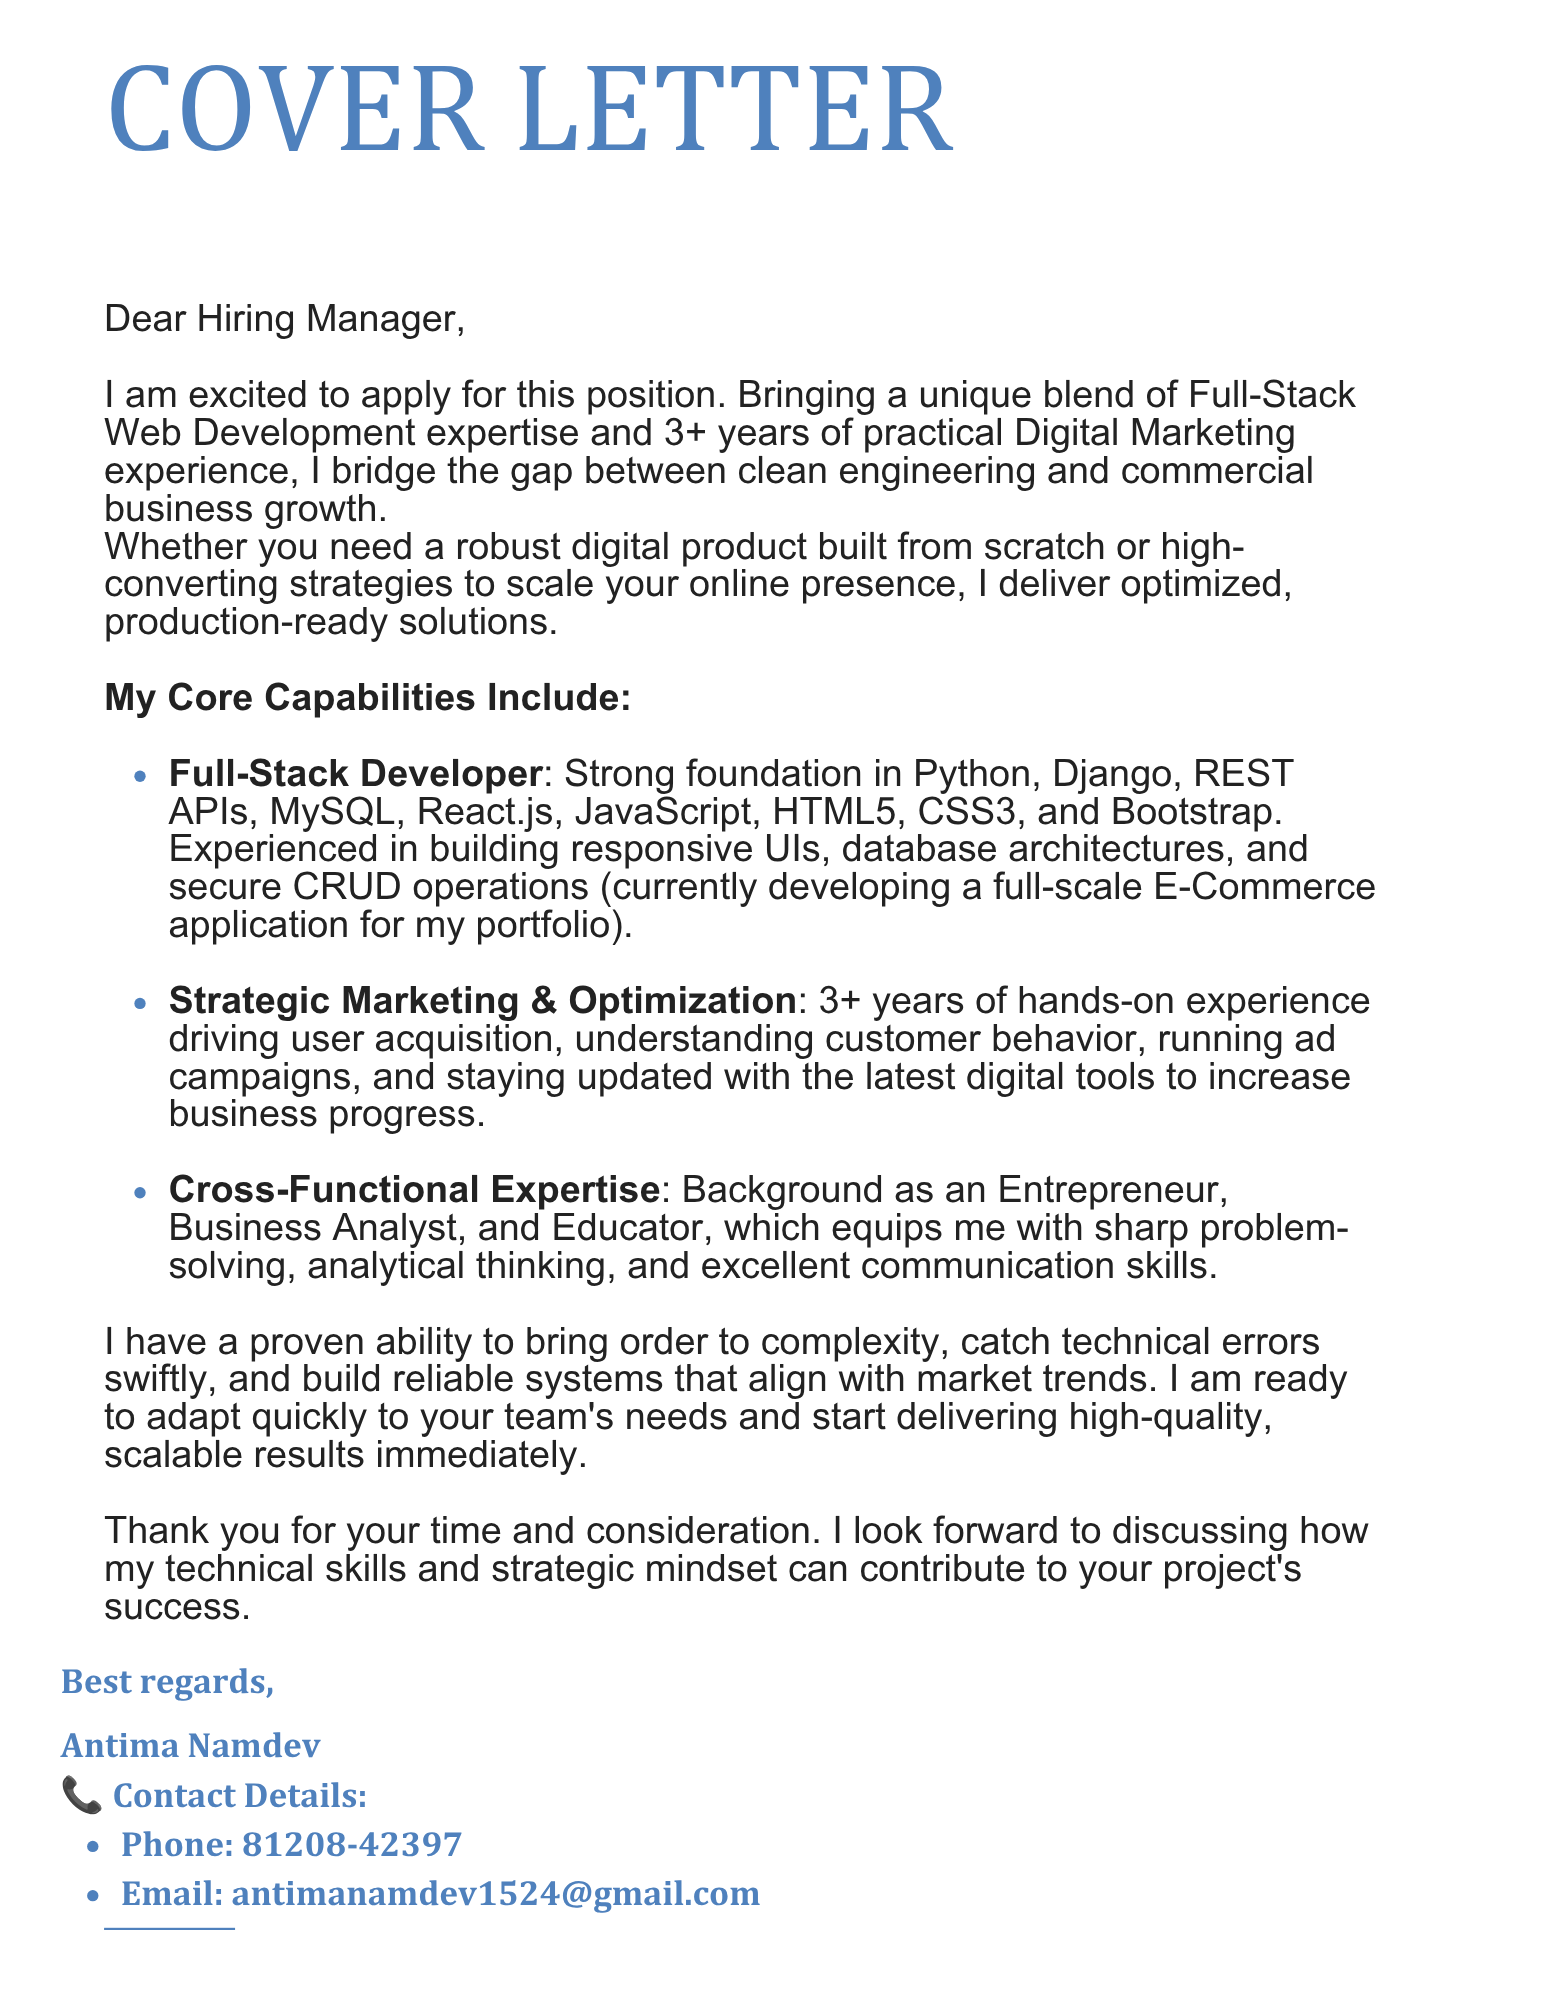 COVER LETTER
Dear Hiring Manager,
I am excited to apply for this position. Bringing a unique blend of Full-Stack
Web Development expertise and 3+ years of practical Digital Marketing
experience, I bridge the gap between clean engineering and commercial
business growth.
Whether you need a robust digital product built from scratch or high-
converting strategies to scale your online presence, I deliver optimized,
production-ready solutions.
My Core Capabilities Include:
• Full-Stack Developer: Strong foundation in Python, Django, REST
APIs, MySQL, React.js, JavaScript, HTML5, CSS3, and Bootstrap.
Experienced in building responsive UIs, database architectures, and
secure CRUD operations (currently developing a full-scale E-Commerce
application for my portfolio).
• Strategic Marketing & Optimization: 3+ years of hands-on experience
driving user acquisition, understanding customer behavior, running ad
campaigns, and staying updated with the latest digital tools to increase
business progress.
• Cross-Functional Expertise: Background as an Entrepreneur,
Business Analyst, and Educator, which equips me with sharp problem-
solving, analytical thinking, and excellent communication skills.
I have a proven ability to bring order to complexity, catch technical errors
swiftly, and build reliable systems that align with market trends. I am ready
to adapt quickly to your team's needs and start delivering high-quality,
scalable results immediately.
Thank you for your time and consideration. I look forward to discussing how
my technical skills and strategic mindset can contribute to your project's
success.
Best regards,
Antima Namdev
📞 Contact Details:
• Phone: 81208-42397
• Email: antimanamdev1524@gmail.com